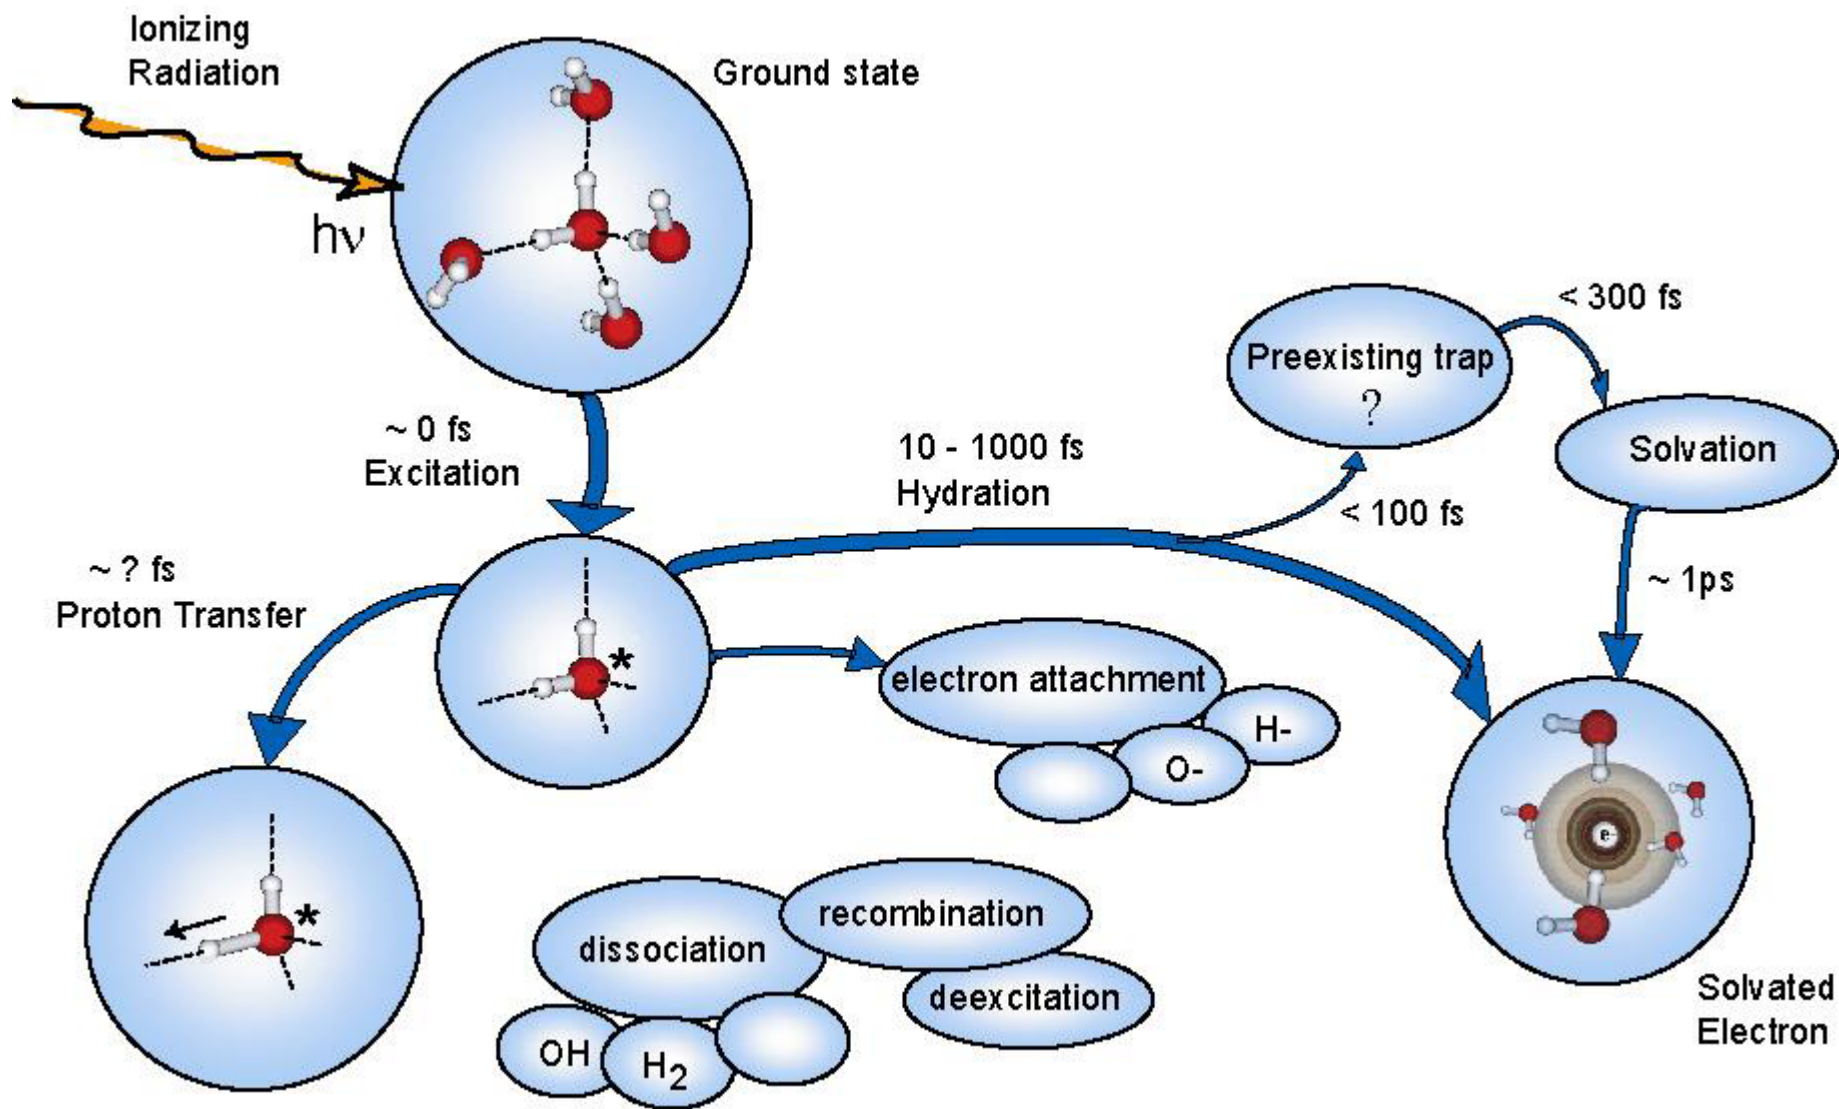 Ionizing
Radiation
hν
Ground state
~ 0 fs
Excitation
~ ? fs
Proton Transfer
*
10 - 1000 fs
Hydration
< 100 fs
Preexisting trap
?
< 300 fs
Solvation
~ 1ps
electron attachment
H-
O-
*
e-
Solvated
Electron
dissociation
recombination
deexcitation
OH
H2